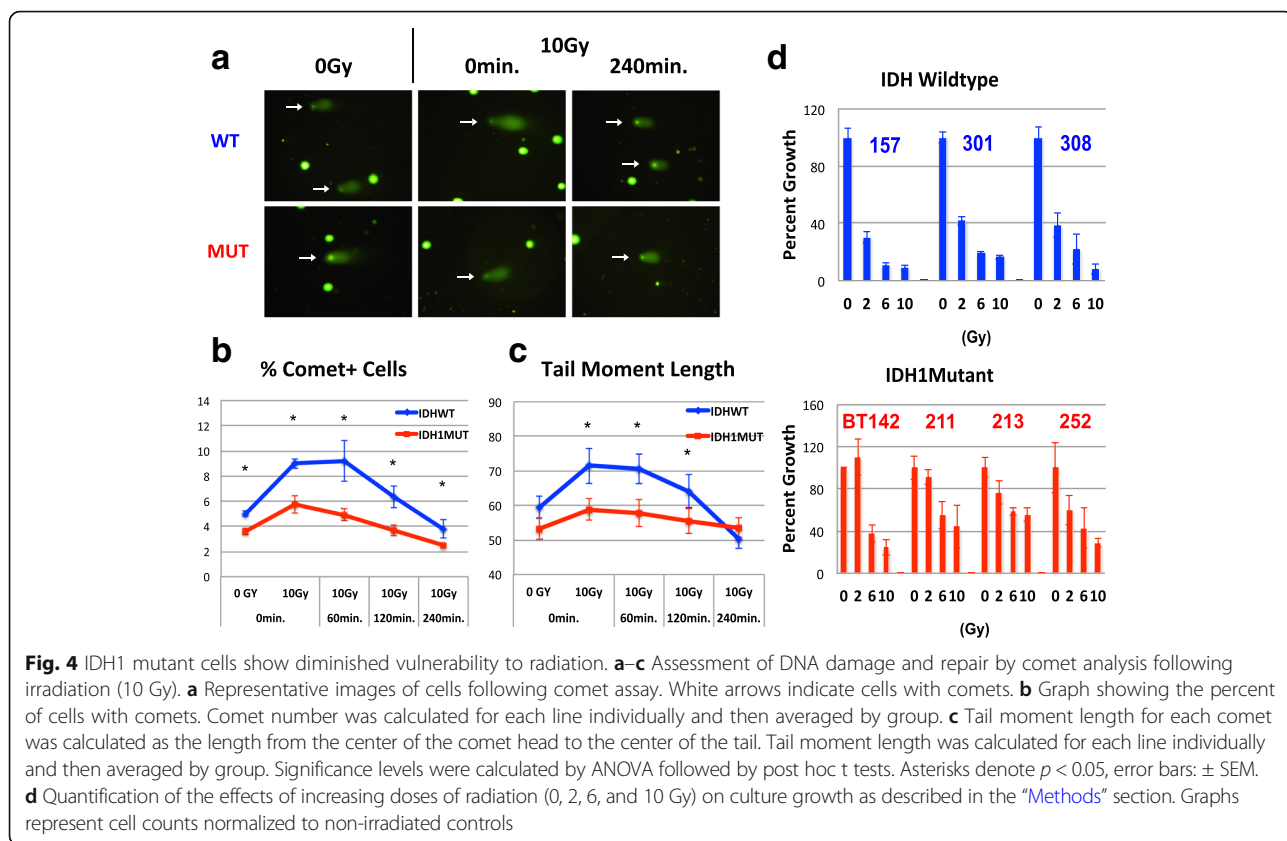 a
10Gy
0Gy
0min.
240min.
WT
MUT
b
% Comet+ Cells
14
12
10
8
6
4
2
0
IDHWT
IDH1MUT
*
*
*
*
*
0 GY
10Gy
10Gy
10Gy
10Gy
0min.
60min.
120min.
240min.
c
Tail Moment Length
90
80
70
60
50
40
IDHWT
IDH1MUT
*
*
*
0 GY
10Gy
10Gy
10Gy
10Gy
0min.
60min.
120min.
240min.
d
IDH Wildtype
Percent Growth
120
80
40
0
157
301
308
0 2 6 10 0 2 6 10 0 2 6 10
(Gy)
IDH1Mutant
Percent Growth
160
120
80
40
0
BT142
211
213
252
0 2 6 10 0 2 6 10 0 2 6 10 0 2 6 10
(Gy)
Fig. 4 IDH1 mutant cells show diminished vulnerability to radiation. a–c Assessment of DNA damage and repair by comet analysis following
irradiation (10 Gy). a Representative images of cells following comet assay. White arrows indicate cells with comets. b Graph showing the percent
of cells with comets. Comet number was calculated for each line individually and then averaged by group. c Tail moment length for each comet
was calculated as the length from the center of the comet head to the center of the tail. Tail moment length was calculated for each line individually
and then averaged by group. Significance levels were calculated by ANOVA followed by post hoc t tests. Asterisks denote p < 0.05, error bars: ± SEM.
d Quantification of the effects of increasing doses of radiation (0, 2, 6, and 10 Gy) on culture growth as described in the “Methods” section. Graphs
represent cell counts normalized to non-irradiated controls